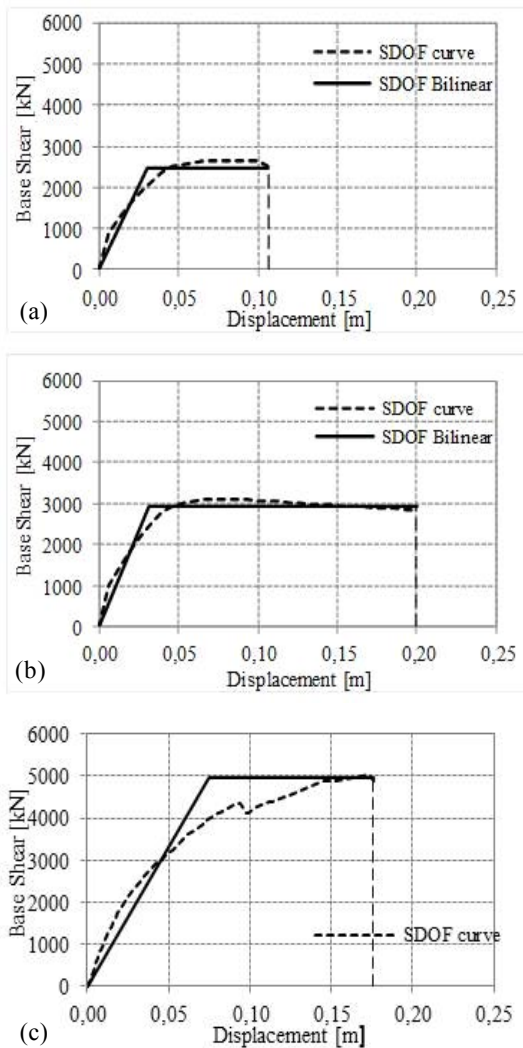 6000
5000
4000
3000
2000
1000
0
Base Shear [kN]
SDOF curve
SDOF Bilinear
0,00 0,05 0,10 0,15 0,20 0,25
Displacement [m]
(a)
6000
5000
4000
3000
2000
1000
0
Base Shear [kN]
SDOF curve
SDOF Bilinear
0,00 0,05 0,10 0,15 0,20 0,25
Displacement [m]
(b)
6000
5000
4000
3000
2000
1000
0
Base Shear [kN]
SDOF curve
0,00 0,05 0,10 0,15 0,20 0,25
Displacement [m]
(c)